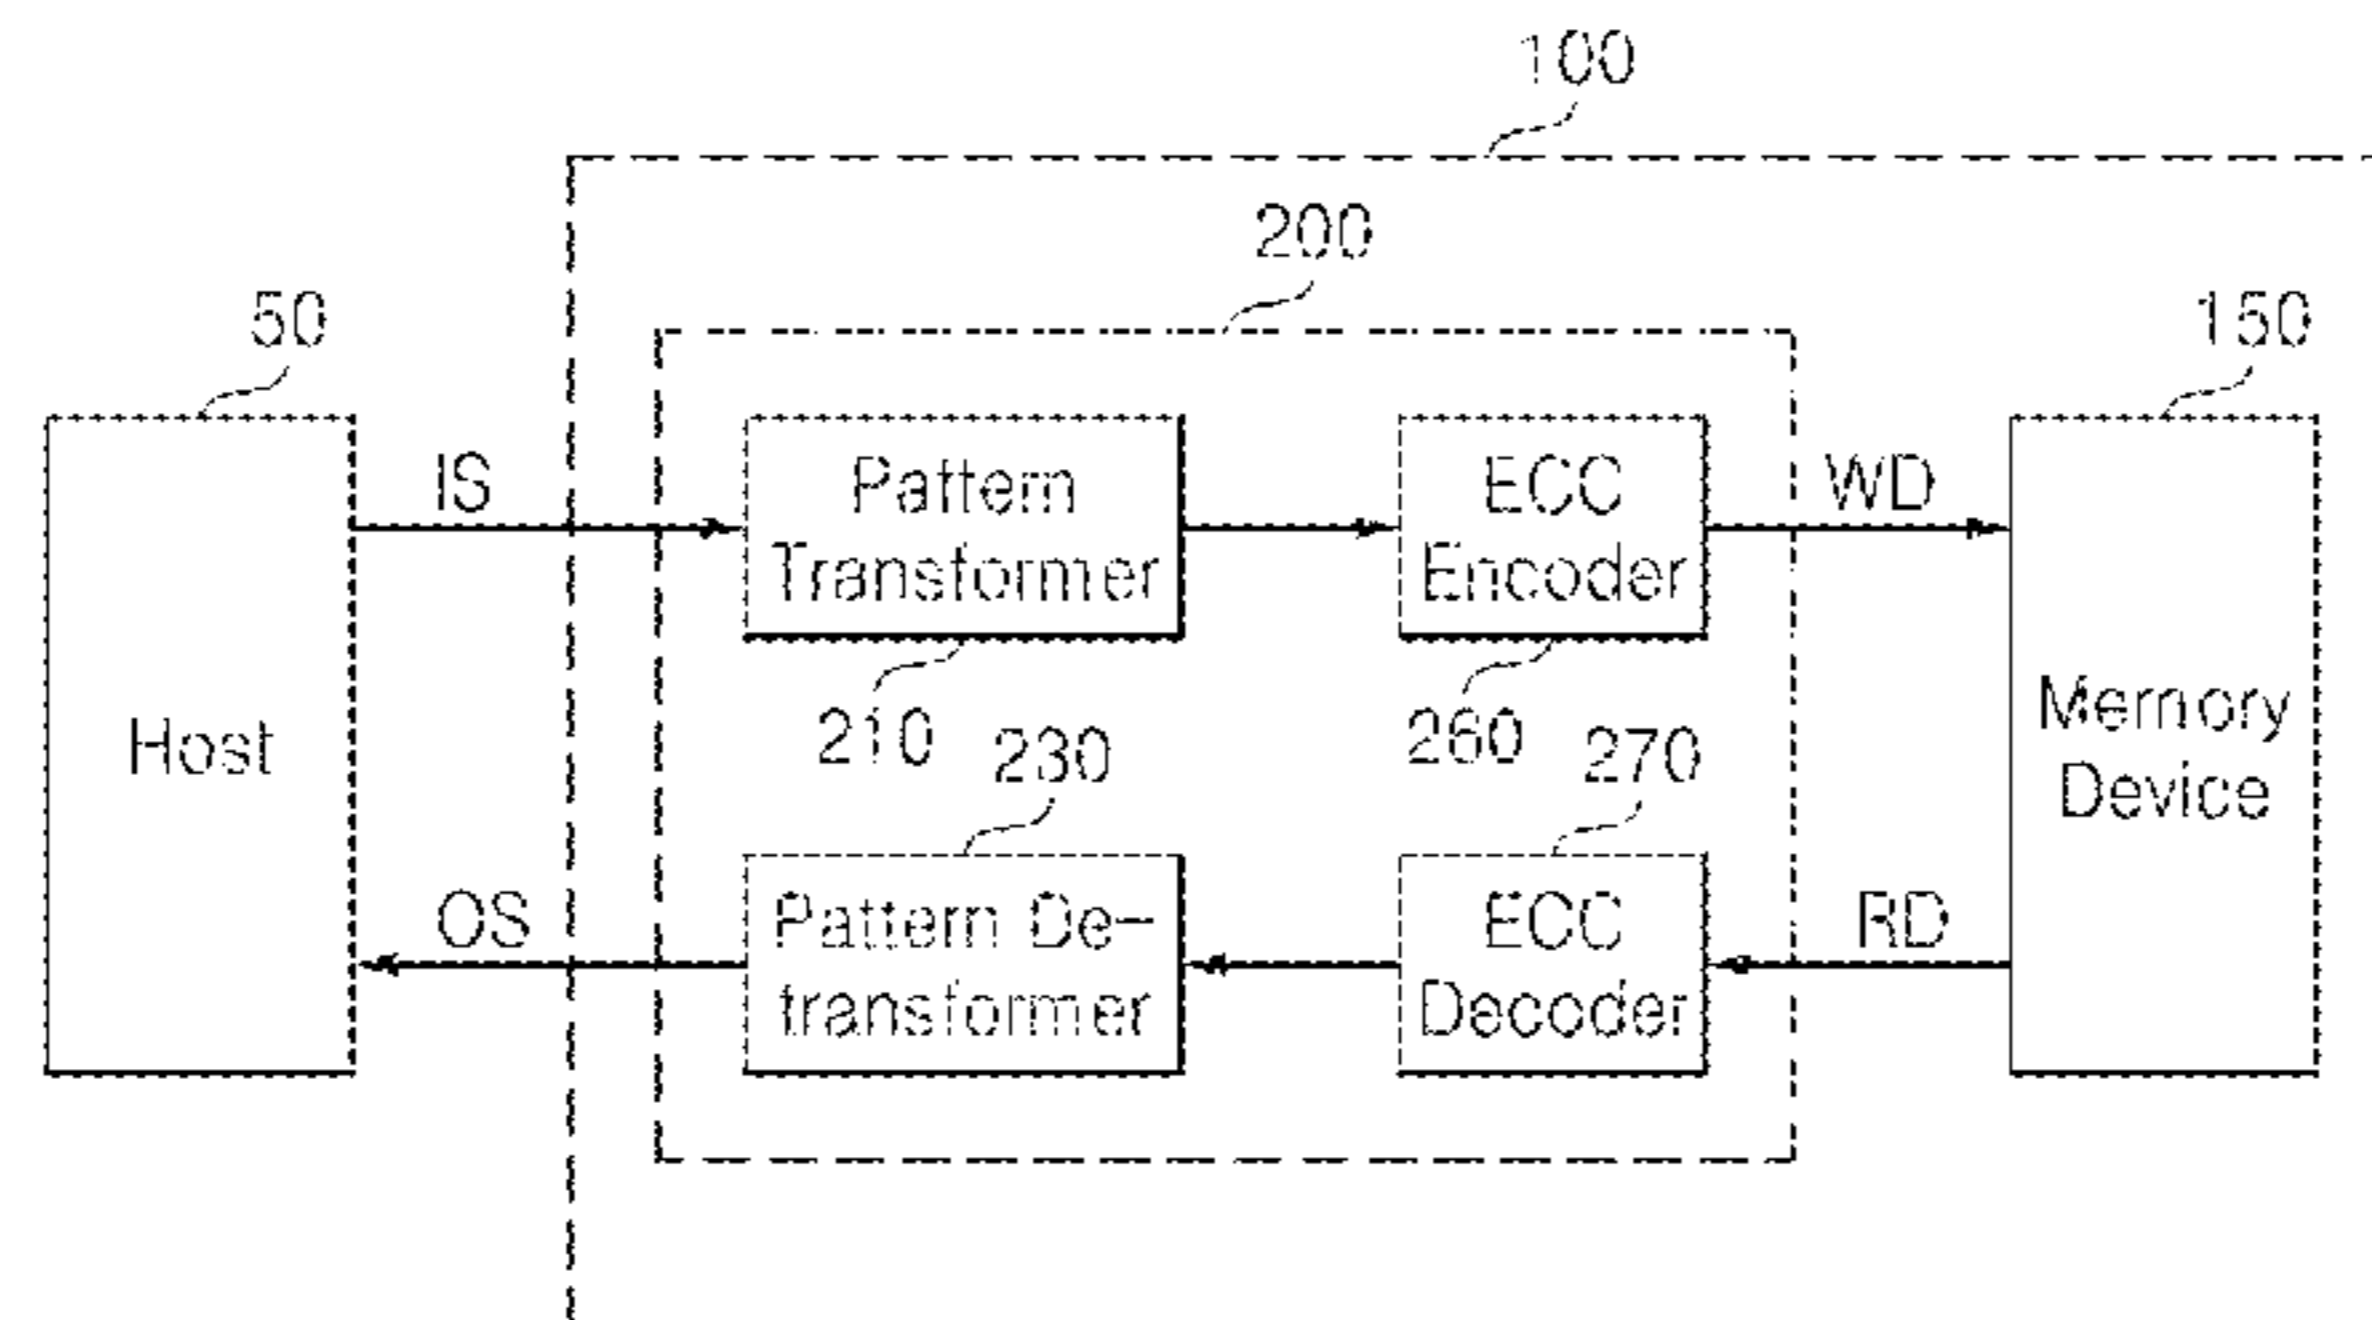 100
200
50
150
IS
Pattern
Transformer
ECC
Encoder
WD
210
260
230
270
Host
Memory
Device
OS
Pattern De-
transformer
ECC
Decoder
RD